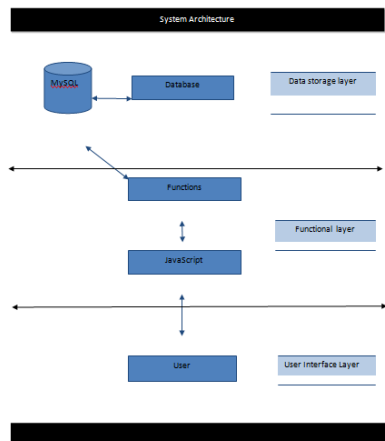 System Architecture
MySQL
Database
Data storage layer
Functions
Functional layer
JavaScript
User
User Interface Layer